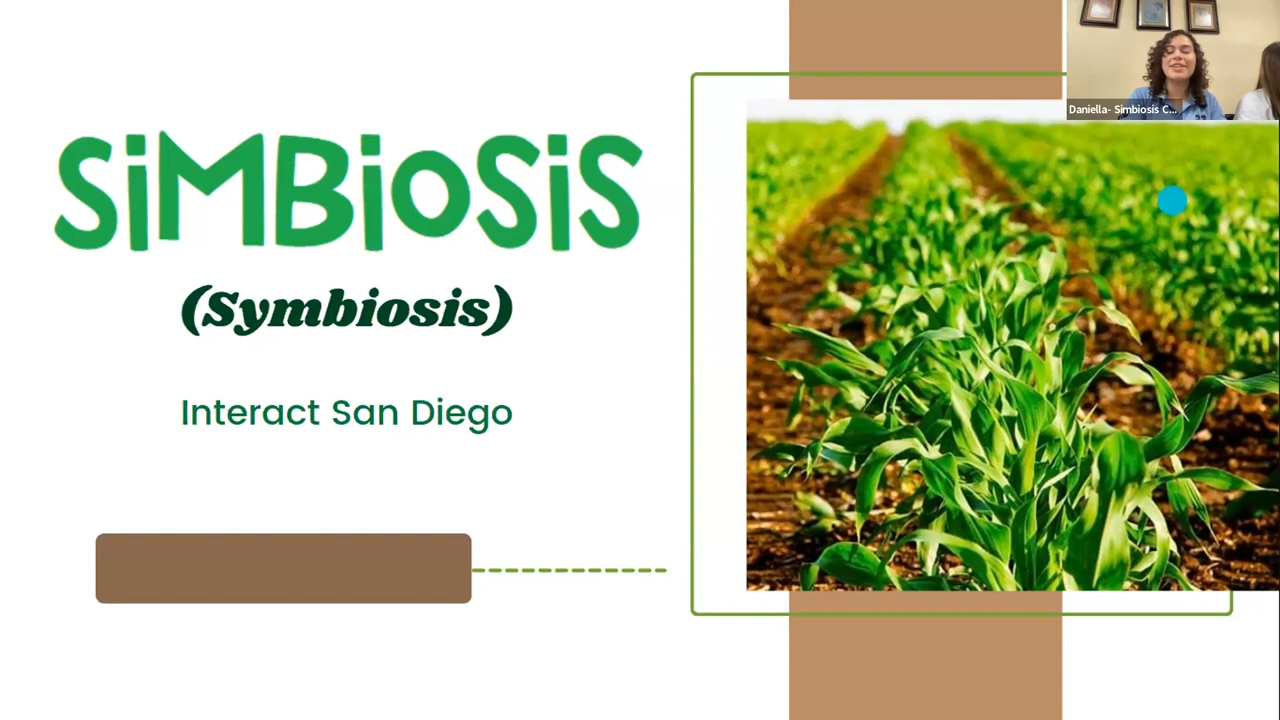 SiMBioSiS
(Symbiosis)
Interact San Diego
Daniella- Simbiosis C...